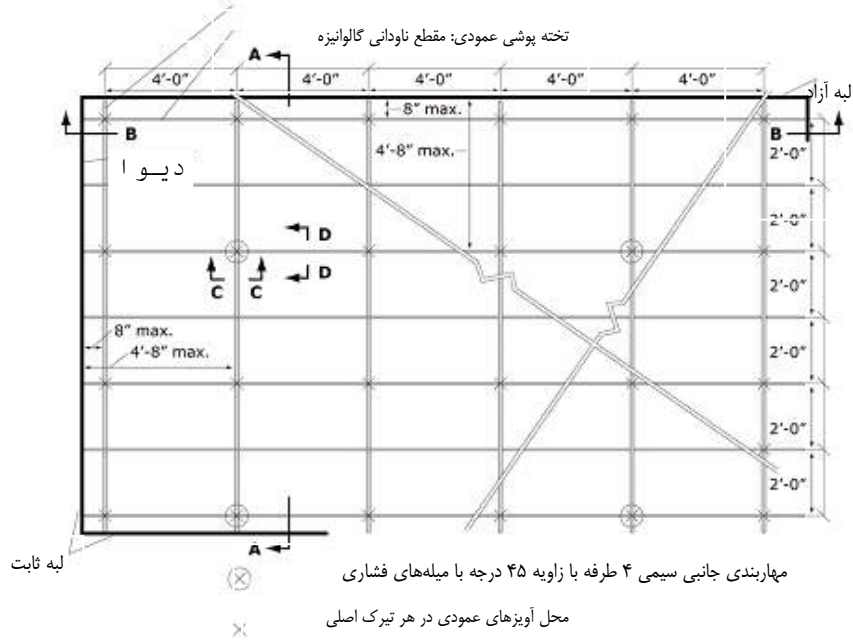 تخته پوشی عمودی: مقطع ناودانی گالوانیزه
A
4′-0″ 4′-0″ 4′-0″ 4′-0″ 4′-0″
لبه آزاد
8″ max.
B B
4′-8″ max.
2′-0″
دیـــو ا
2′-0″
D
D
C C
2′-0″
8″ max.
4′-8″ max.
2′-0″
2′-0″
2′-0″
A
لبه ثابت
مهاربندی جانبی سیمی ۴ طرفه با زاویه ۴۵ درجه با میله‌های فشاری
محل آویزهای عمودی در هر تیرک اصلی